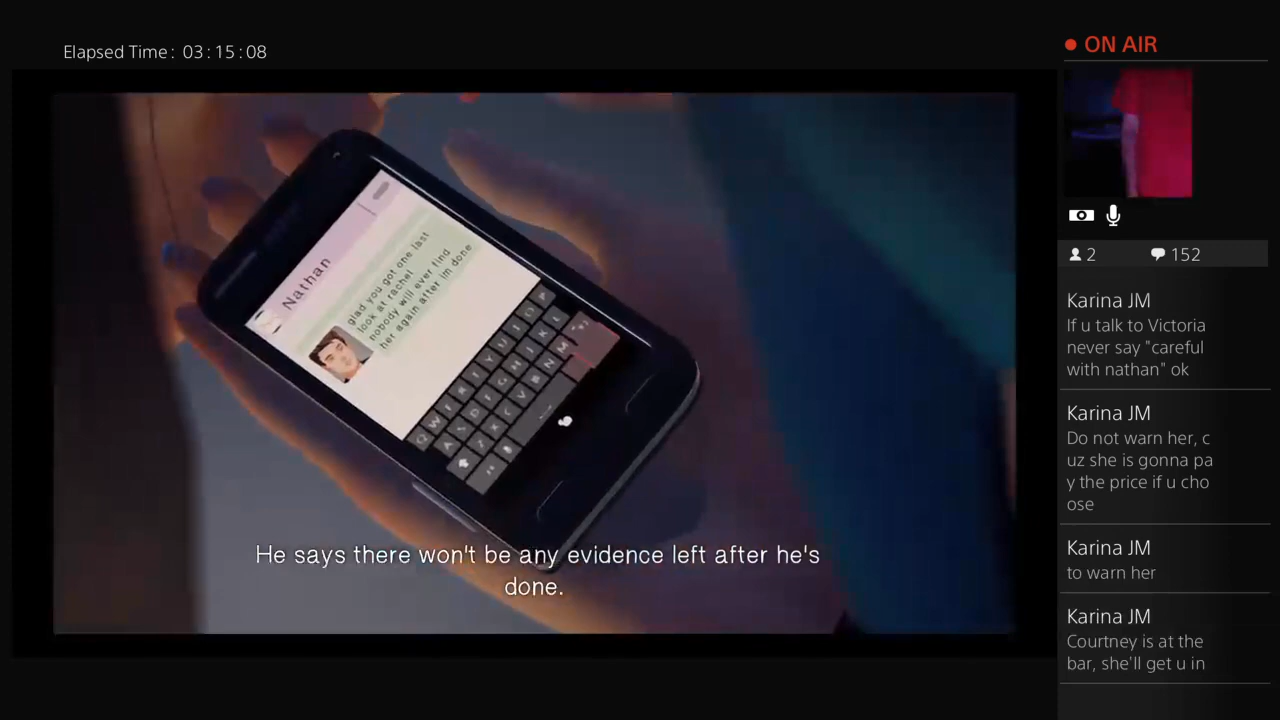 Elapsed Time: 03:15:08
ON AIR
2
152
Nathan
glad you got one last
look at rachel
nobody will ever find
her again after im done
Q W E R T Y U I O P
A S D F G H J K L
Z X C V B N M
He says there won't be any evidence left after he's
done.
Karina JM
If u talk to Victoria
never say "careful
with nathan" ok
Karina JM
Do not warn her, c
uz she is gonna pa
y the price if u cho
ose
Karina JM
to warn her
Karina JM
Courtney is at the
bar, she'll get u in